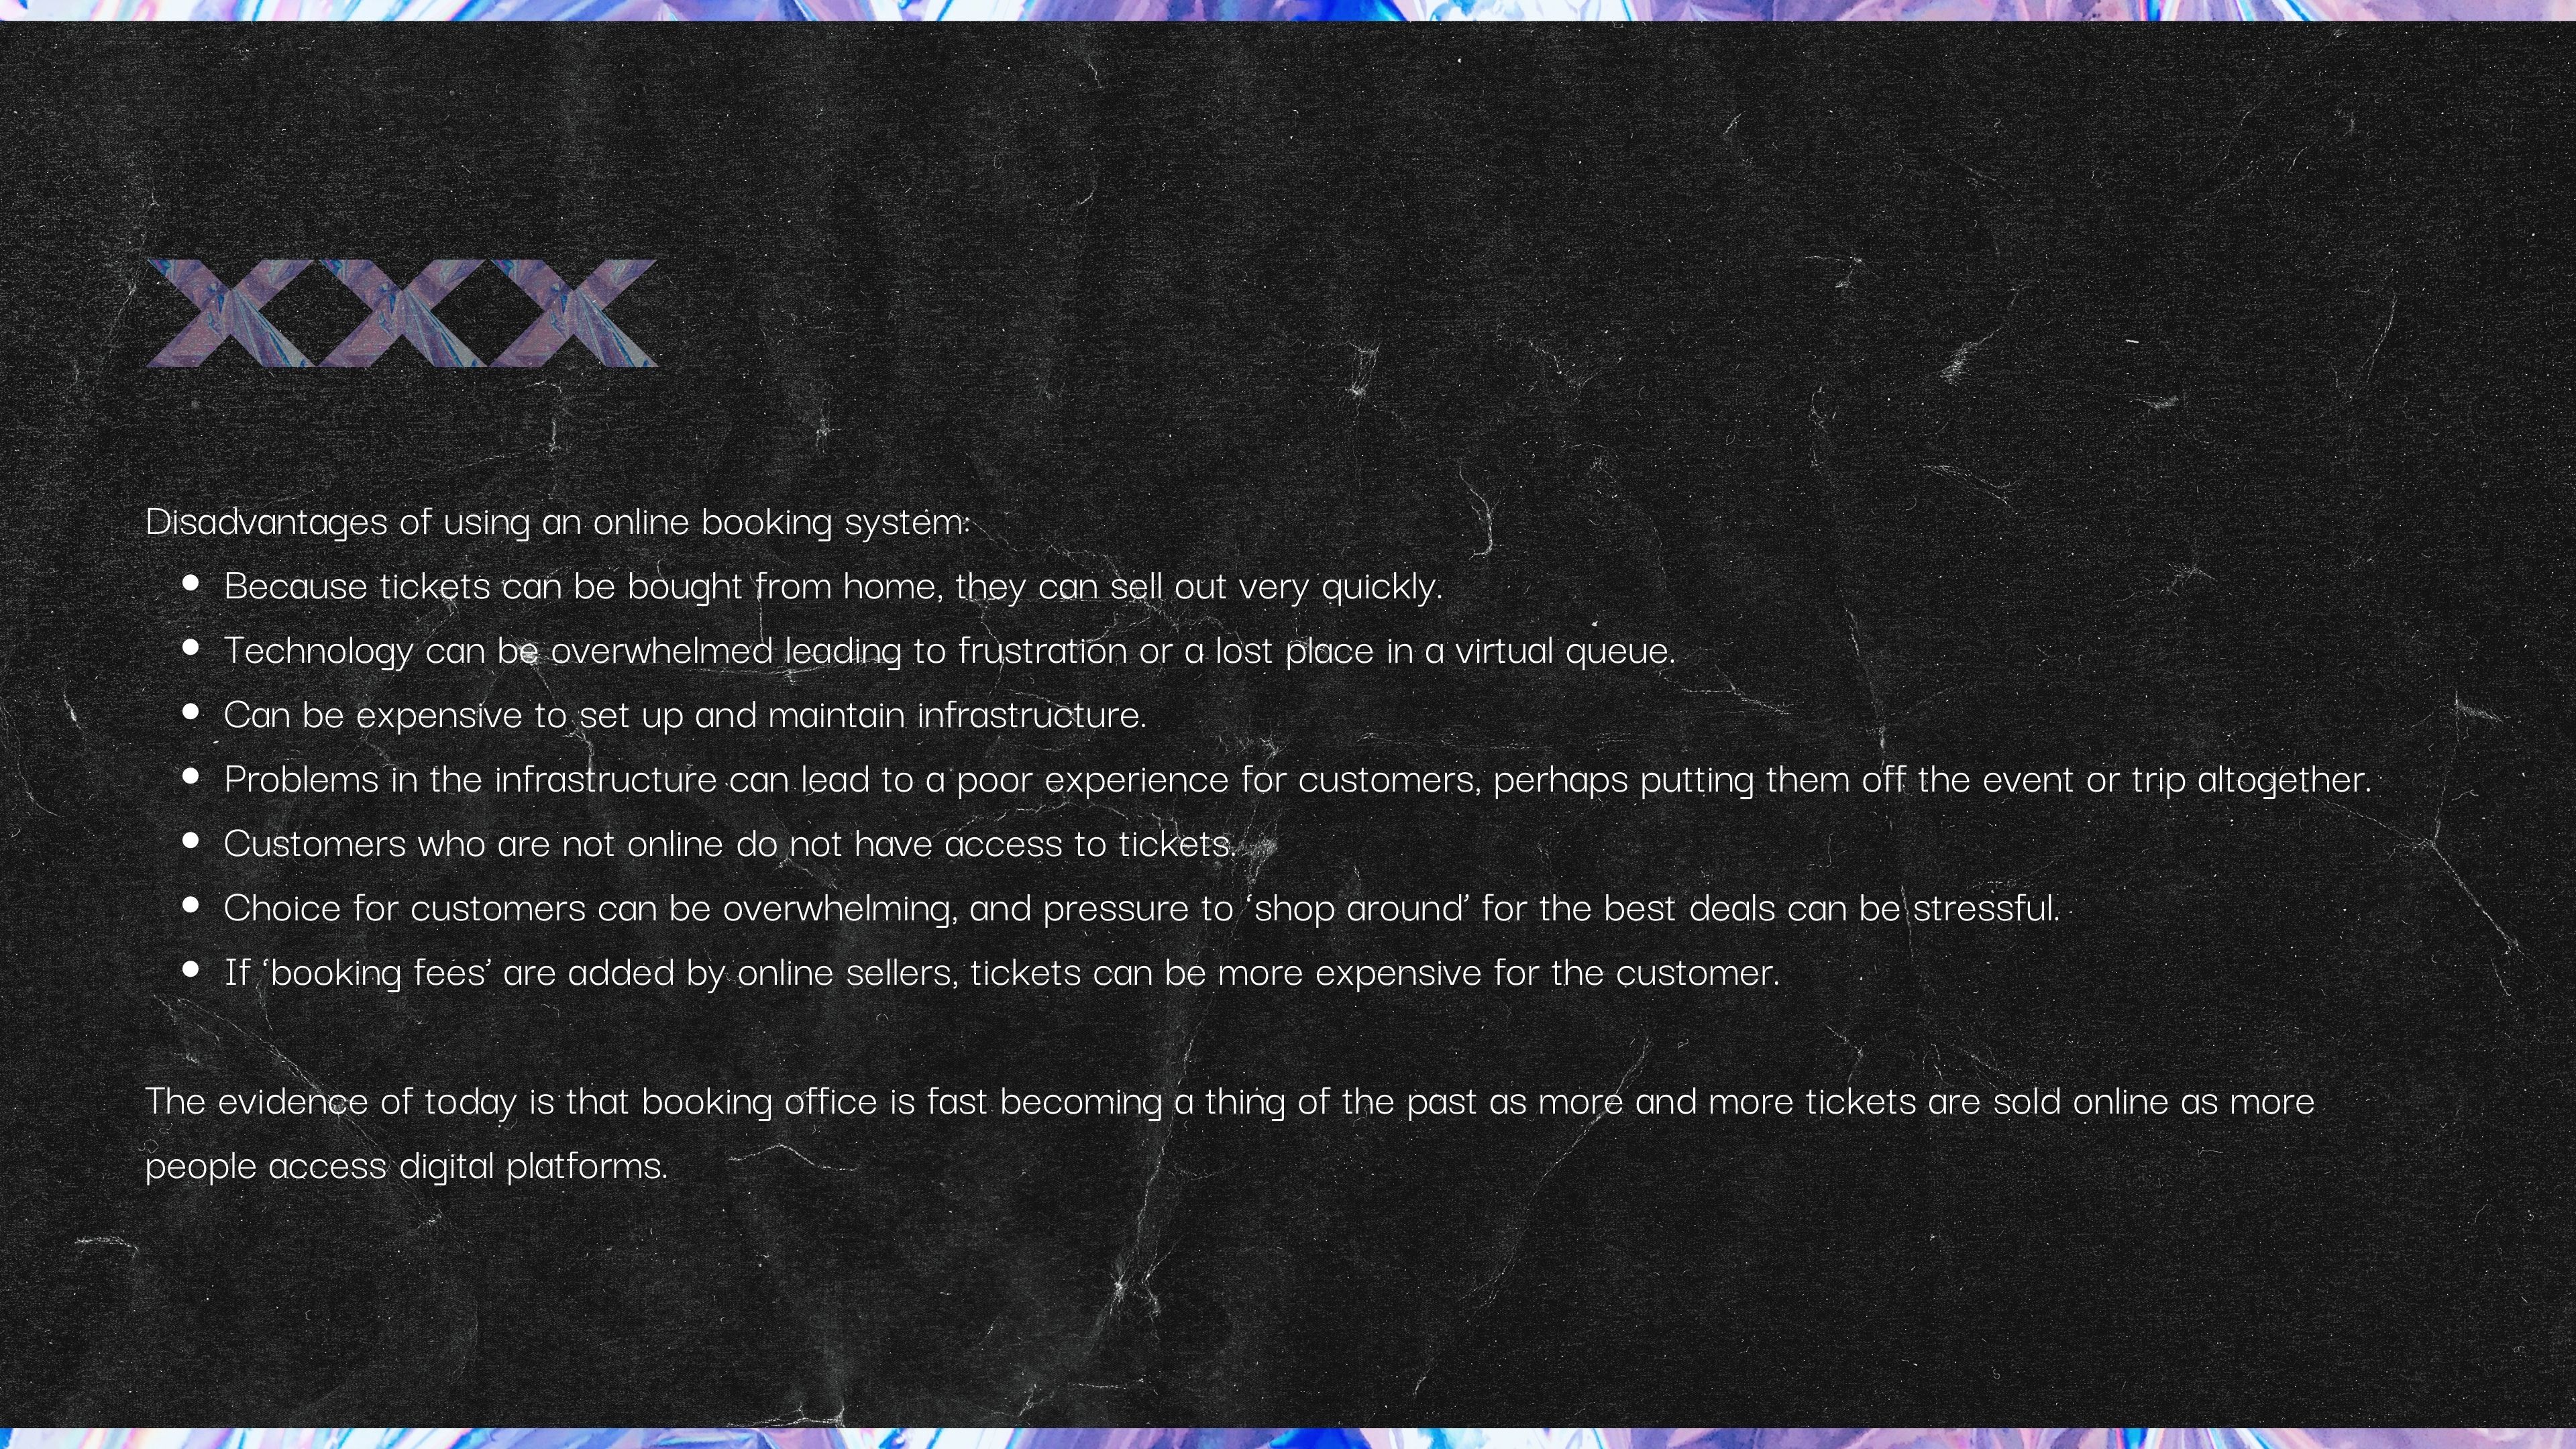 XXX
Disadvantages of using an online booking system:
• Because tickets can be bought from home, they can sell out very quickly.
• Technology can be overwhelmed leading to frustration or a lost place in a virtual queue.
• Can be expensive to set up and maintain infrastructure.
• Problems in the infrastructure can lead to a poor experience for customers, perhaps putting them off the event or trip altogether.
• Customers who are not online do not have access to tickets.
• Choice for customers can be overwhelming, and pressure to ‘shop around’ for the best deals can be stressful.
• If ‘booking fees’ are added by online sellers, tickets can be more expensive for the customer.
The evidence of today is that booking office is fast becoming a thing of the past as more and more tickets are sold online as more
people access digital platforms.